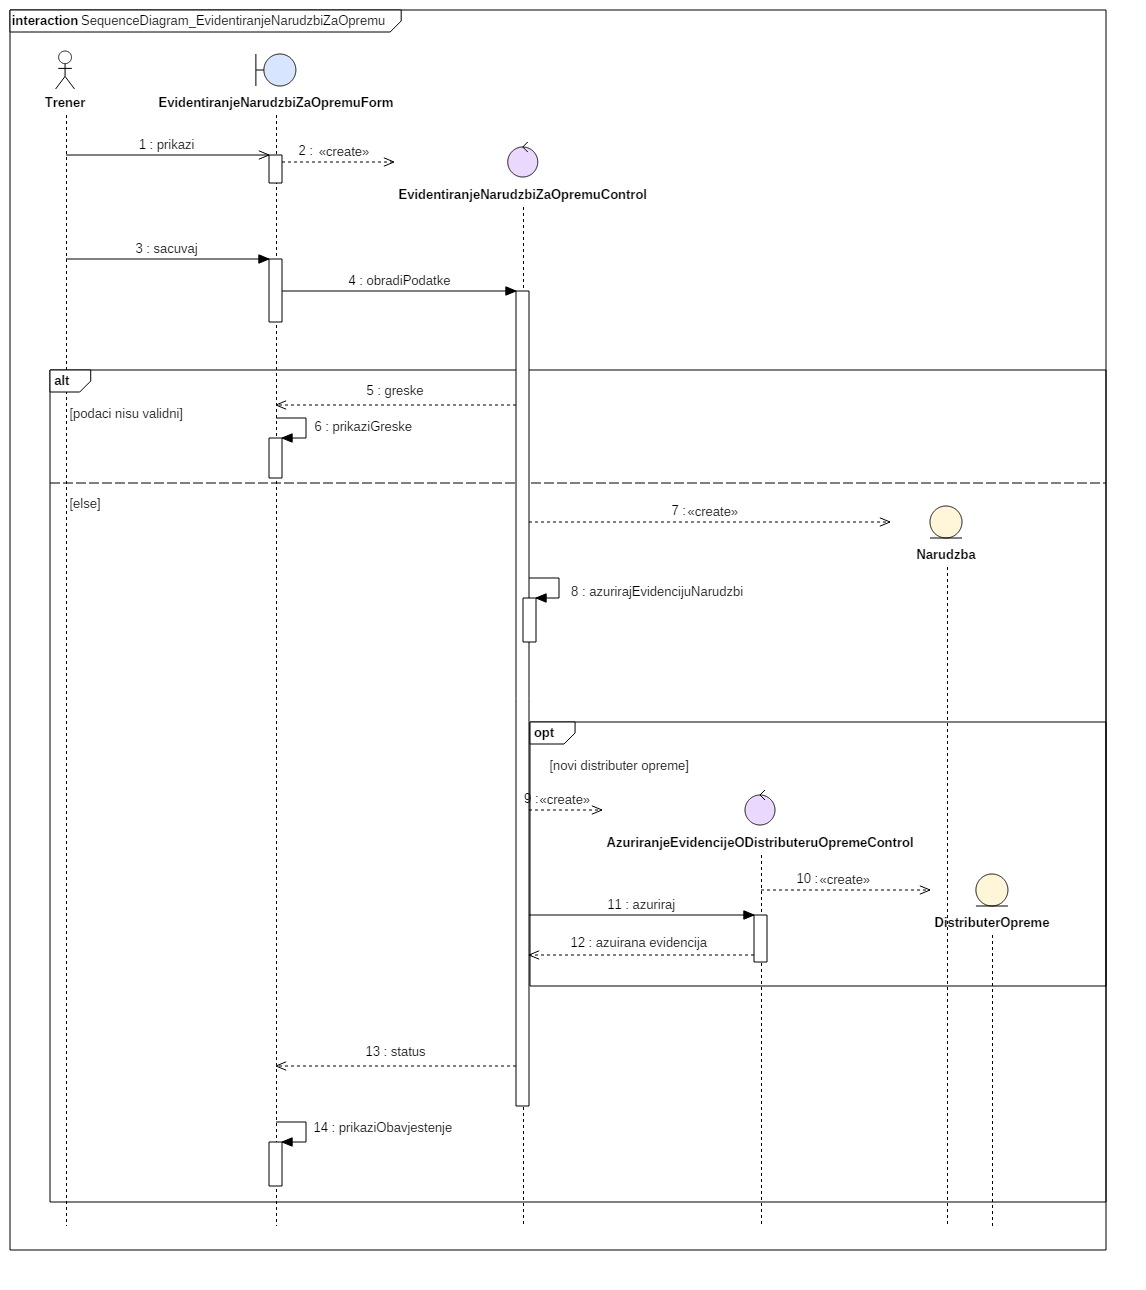 interaction SequenceDiagram_EvidentiranjeNarudzbiZaOpremu
Trener
EvidentiranjeNarudzbiZaOpremuForm
1 : prikazi
2 : «create»
EvidentiranjeNarudzbiZaOpremuControl
3 : sacuvaj
4 : obradiPodatke
alt
5 : greske
[podaci nisu validni]
6 : prikaziGreske
[else]
7 : «create»
Narudzba
8 : azurirajEvidencijuNarudzbi
opt
[novi distributer opreme]
9 : «create»
AzuriranjeEvidencijeODistributeruOpremeControl
10 : «create»
11 : azuriraj
DistributerOpreme
12 : azuirana evidencija
13 : status
14 : prikaziObavjestenje